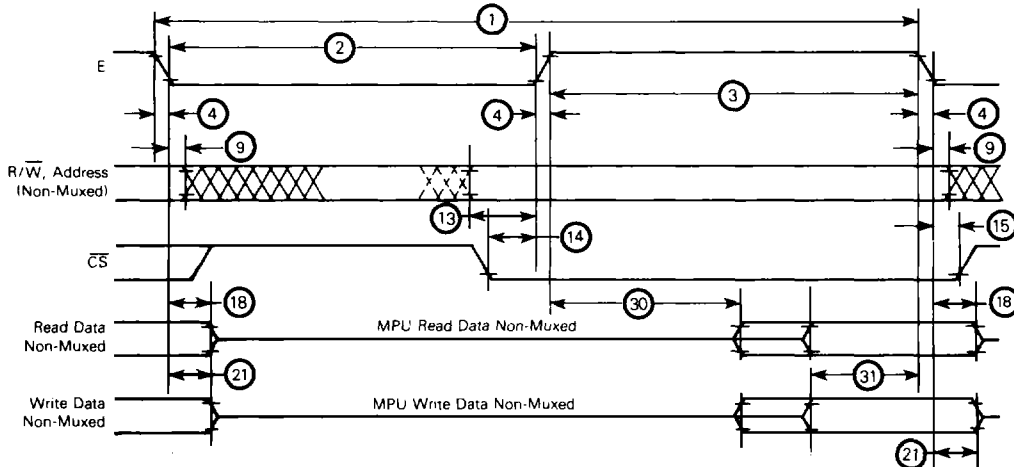 1
2
E
3
4
4
4
9
9
R/W̅, Address
(Non-Muxed)
13
14
15
C̅S̅
30
18
18
Read Data
Non-Muxed
MPU Read Data Non-Muxed
21
31
Write Data
Non-Muxed
MPU Write Data Non-Muxed
21